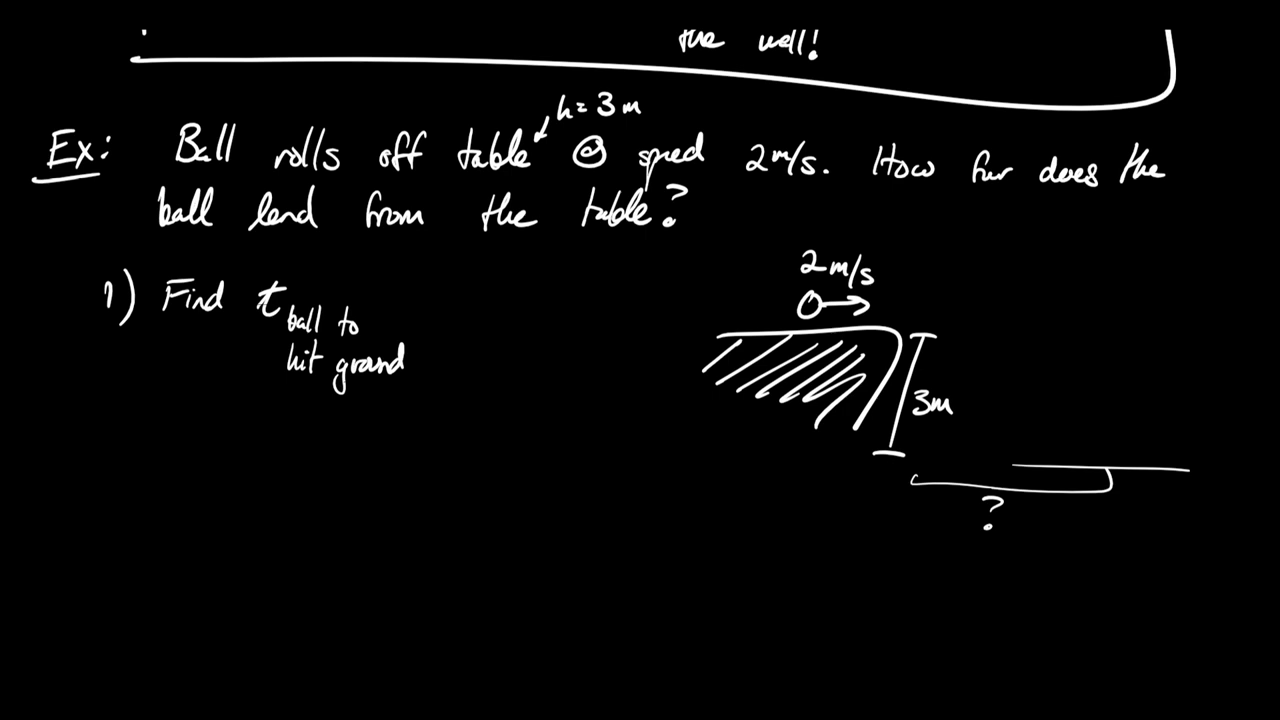 the well!
h = 3m
Ex: Ball rolls off table @ speed 2m/s. How far does the
ball land from the table?
1) Find t ball to
hit ground
2m/s
3m
?